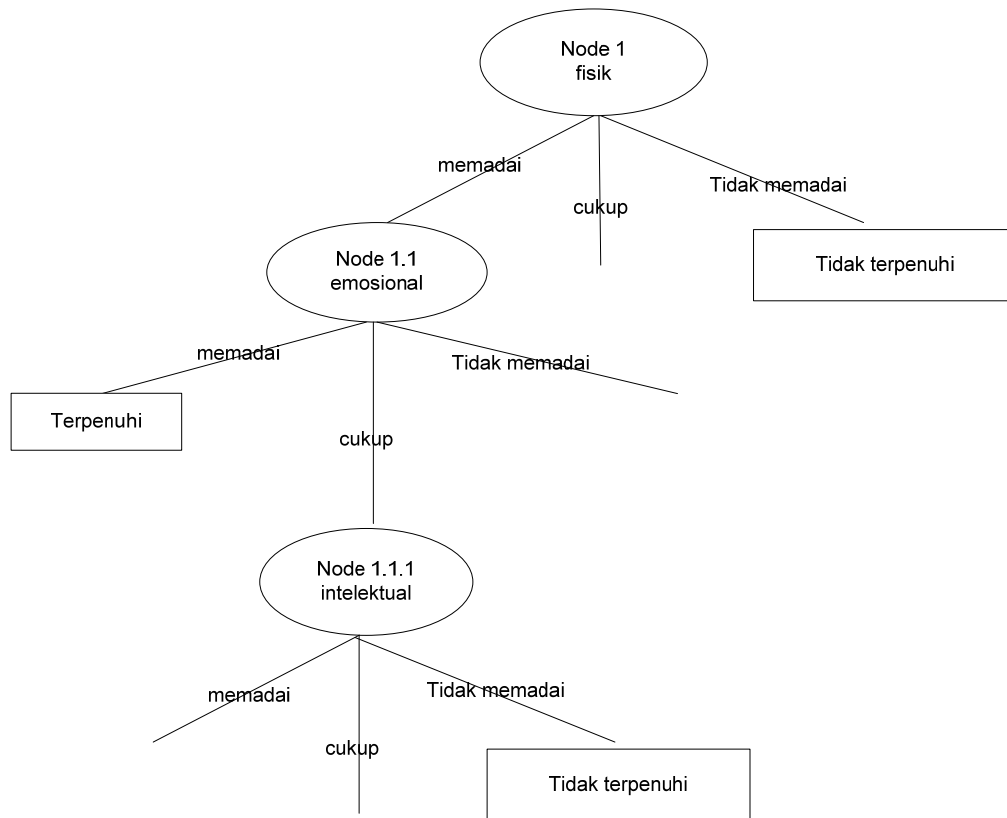 Node 1
fisik
memadai
cukup
Tidak memadai
Node 1.1
emosional
Tidak terpenuhi
memadai
Tidak memadai
Terpenuhi
cukup
Node 1.1.1
intelektual
memadai
cukup
Tidak memadai
Tidak terpenuhi